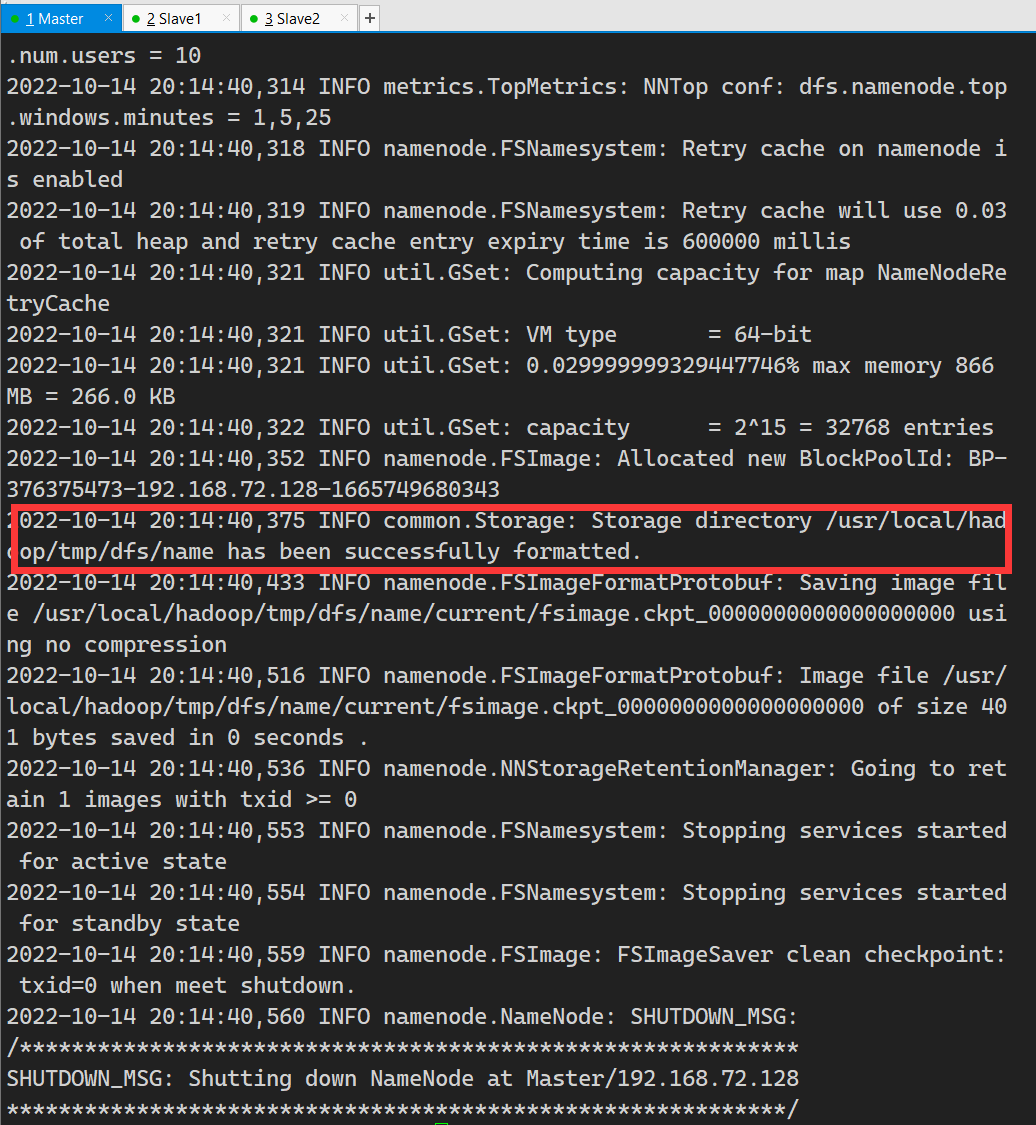 1 Master × 2 Slave1 × 3 Slave2 × +
.num.users = 10
2022-10-14 20:14:40,314 INFO metrics.TopMetrics: NNTop conf: dfs.namenode.top
.windows.minutes = 1,5,25
2022-10-14 20:14:40,318 INFO namenode.FSNamesystem: Retry cache on namenode i
s enabled
2022-10-14 20:14:40,319 INFO namenode.FSNamesystem: Retry cache will use 0.03
 of total heap and retry cache entry expiry time is 600000 millis
2022-10-14 20:14:40,321 INFO util.GSet: Computing capacity for map NameNodeRe
tryCache
2022-10-14 20:14:40,321 INFO util.GSet: VM type       = 64-bit
2022-10-14 20:14:40,321 INFO util.GSet: 0.029999999329447746% max memory 866
MB = 266.0 KB
2022-10-14 20:14:40,322 INFO util.GSet: capacity      = 2^15 = 32768 entries
2022-10-14 20:14:40,352 INFO namenode.FSImage: Allocated new BlockPoolId: BP-
376375473-192.168.72.128-1665749680343
2022-10-14 20:14:40,375 INFO common.Storage: Storage directory /usr/local/had
oop/tmp/dfs/name has been successfully formatted.
2022-10-14 20:14:40,433 INFO namenode.FSImageFormatProtobuf: Saving image fil
e /usr/local/hadoop/tmp/dfs/name/current/fsimage.ckpt_0000000000000000000 usi
ng no compression
2022-10-14 20:14:40,516 INFO namenode.FSImageFormatProtobuf: Image file /usr/
local/hadoop/tmp/dfs/name/current/fsimage.ckpt_0000000000000000000 of size 40
1 bytes saved in 0 seconds .
2022-10-14 20:14:40,536 INFO namenode.NNStorageRetentionManager: Going to ret
ain 1 images with txid >= 0
2022-10-14 20:14:40,553 INFO namenode.FSNamesystem: Stopping services started
 for active state
2022-10-14 20:14:40,554 INFO namenode.FSNamesystem: Stopping services started
 for standby state
2022-10-14 20:14:40,559 INFO namenode.FSImage: FSImageSaver clean checkpoint:
 txid=0 when meet shutdown.
2022-10-14 20:14:40,560 INFO namenode.NameNode: SHUTDOWN_MSG:
/************************************************************
SHUTDOWN_MSG: Shutting down NameNode at Master/192.168.72.128
************************************************************/